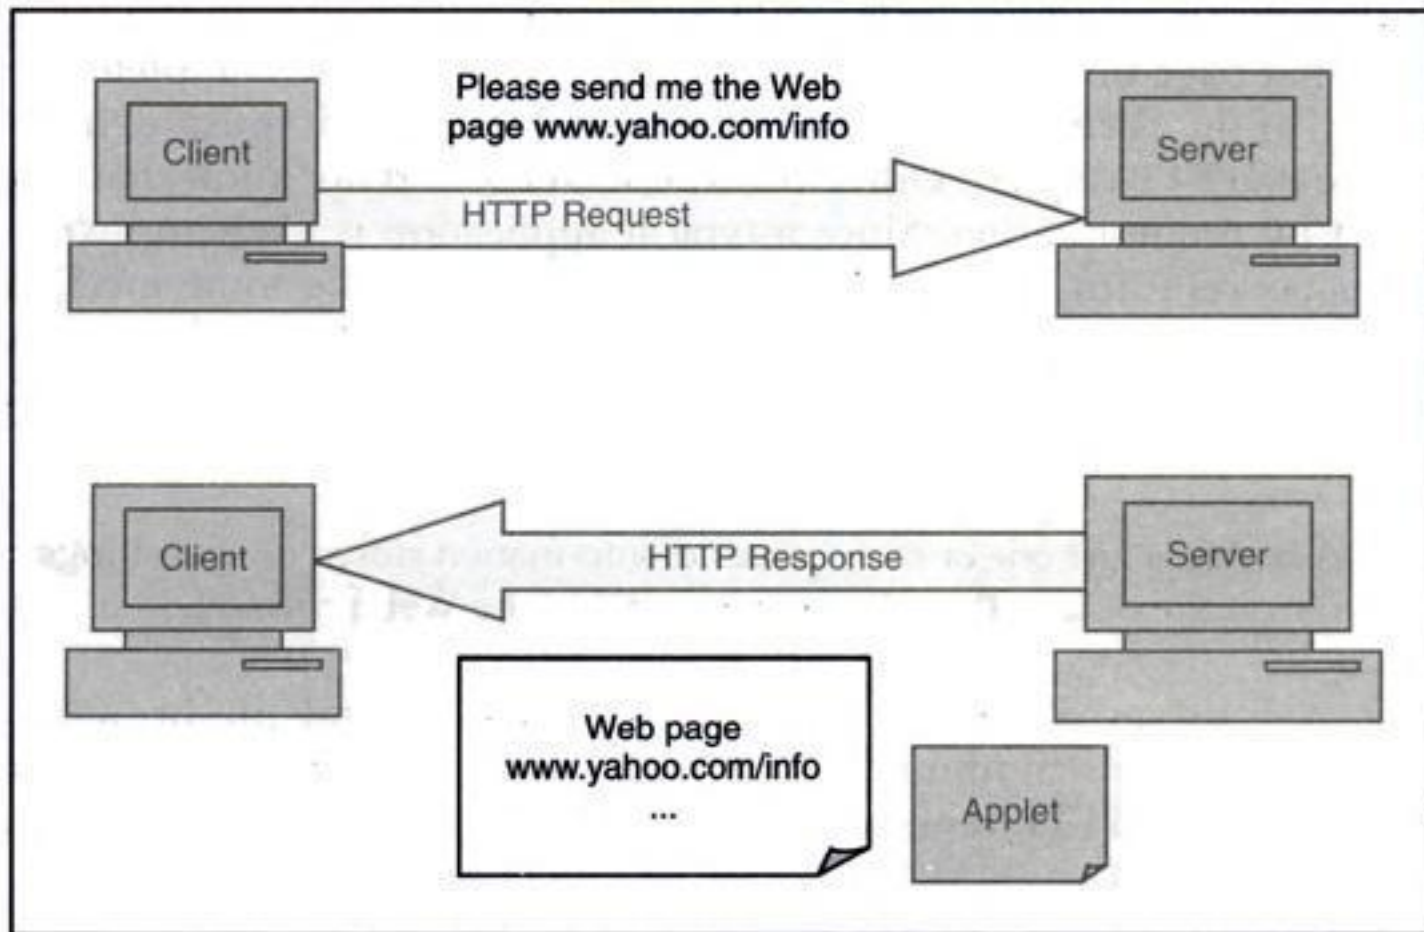 Please send me the Web
page www.yahoo.com/info
Client
Server
HTTP Request
Client
HTTP Response
Server
Web page
www.yahoo.com/info
...
Applet